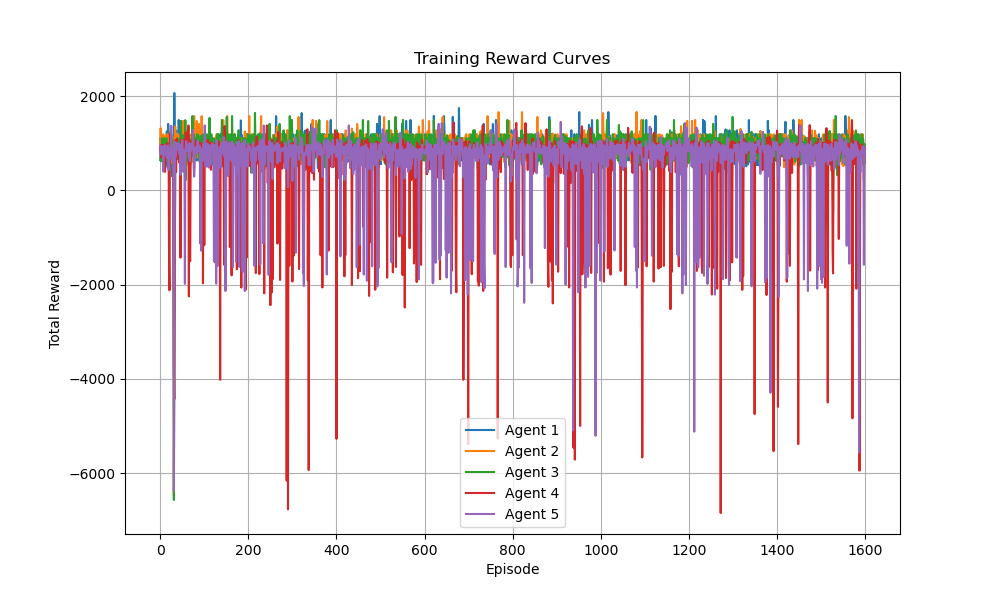 Training Reward Curves
Total Reward
2000
0
−2000
−4000
−6000
Agent 1
Agent 2
Agent 3
Agent 4
Agent 5
0 200 400 600 800 1000 1200 1400 1600
Episode